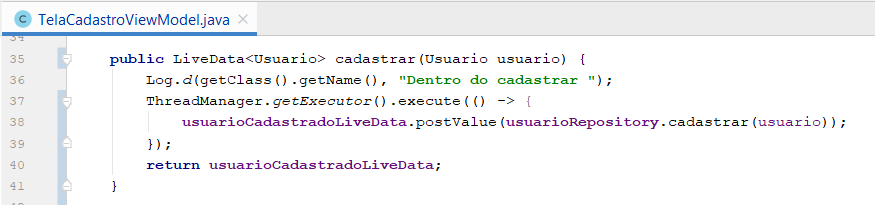 TelaCadastroViewModel.java
34
35 public LiveData<Usuario> cadastrar(Usuario usuario) {
36 Log.d(getClass().getName(), "Dentro do cadastrar ");
37 ThreadManager.getExecutor().execute(() -> {
38 usuarioCadastradoLiveData.postValue(usuarioRepository.cadastrar(usuario));
39 });
40 return usuarioCadastradoLiveData;
41 }